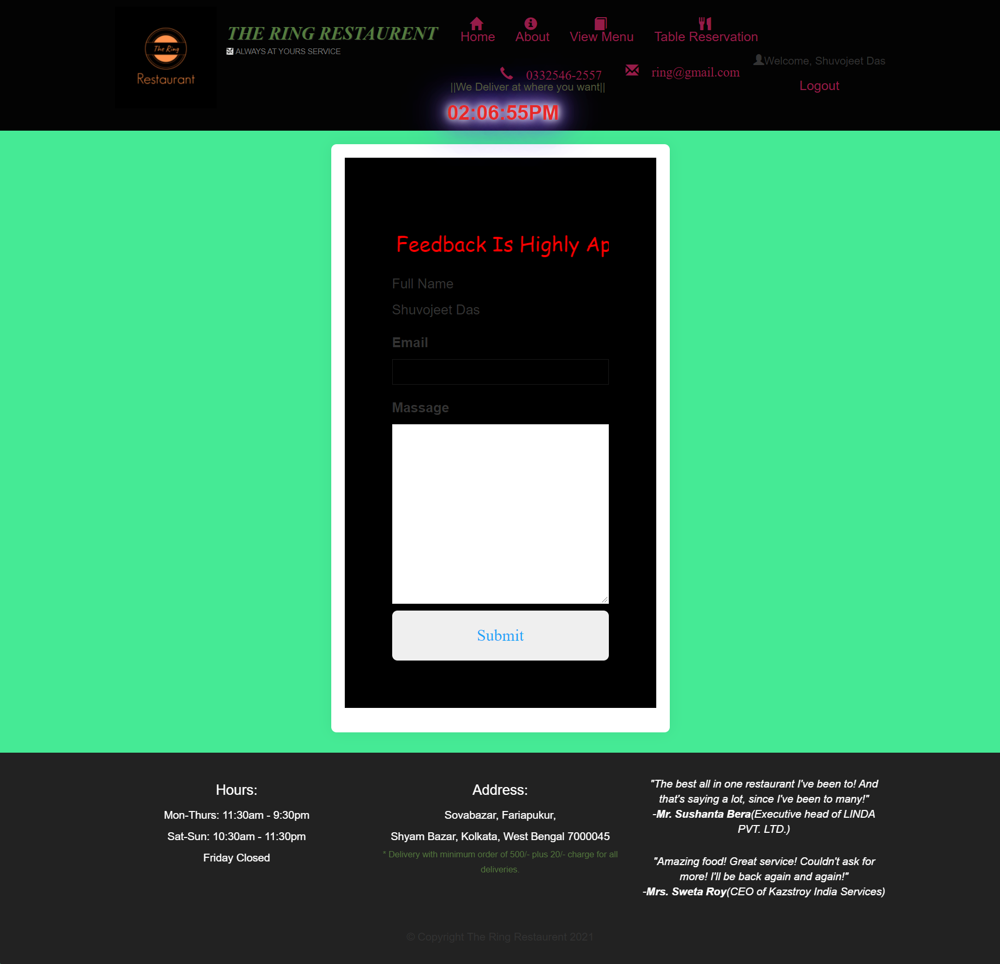 The Ring
Restaurant
THE RING RESTAURENT
ALWAYS AT YOURS SERVICE
Home
About
View Menu
Table Reservation
0332546-2557
ring@gmail.com
||We Deliver at where you want||
02:06:55PM
Welcome, Shuvojeet Das
Logout
Feedback Is Highly Ap
Full Name
Shuvojeet Das
Email
Massage
Submit
Hours:
Mon-Thurs: 11:30am - 9:30pm
Sat-Sun: 10:30am - 11:30pm
Friday Closed
Address:
Sovabazar, Fariapukur,
Shyam Bazar, Kolkata, West Bengal 7000045
* Delivery with minimum order of 500/- plus 20/- charge for all
deliveries.
"The best all in one restaurant I've been to! And
that's saying a lot, since I've been to many!"
-Mr. Sushanta Bera(Executive head of LINDA
PVT. LTD.)
"Amazing food! Great service! Couldn't ask for
more! I'll be back again and again!"
-Mrs. Sweta Roy(CEO of Kazstroy India Services)
© Copyright The Ring Restaurent 2021